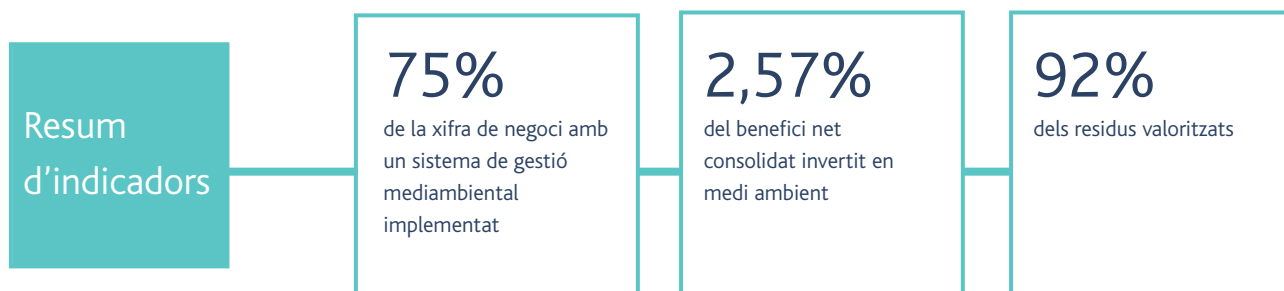 Resum
d’indicadors
75%
de la xifra de negoci amb
un sistema de gestió
mediambiental
implementat
2,57%
del benefici net
consolidat invertit en
medi ambient
92%
dels residus valoritzats